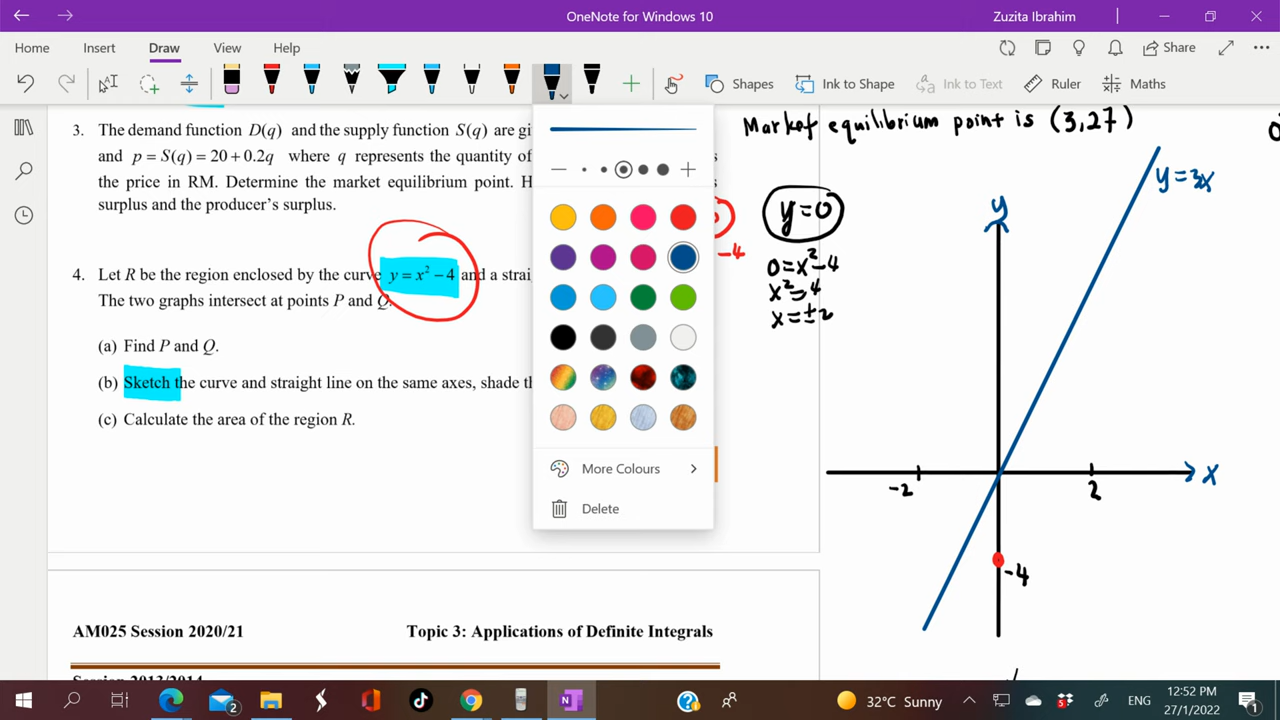 OneNote for Windows 10
Zuzita Ibrahim
Home Insert Draw View Help
Share
Shapes
Ink to Shape
Ink to Text
Ruler
Maths
3. The demand function D(q) and the supply function S(q) are gi
and p = S(q) = 20 + 0.2q where q represents the quantity of
the price in RM. Determine the market equilibrium point. H
surplus and the producer's surplus.
4. Let R be the region enclosed by the curve y = x² − 4 and a strai
The two graphs intersect at points P and Q.
(a) Find P and Q.
(b) Sketch the curve and straight line on the same axes, shade th
(c) Calculate the area of the region R.
More Colours
Delete
Market equilibrium point is (3,27)
y=0
-4
0=x²-4
x²=4
x=±2
y
y=3x
-2
2
x
-4
AM025 Session 2020/21
Topic 3: Applications of Definite Integrals
Session 2013/2014
2
32°C Sunny
ENG
12:52 PM
27/1/2022
1